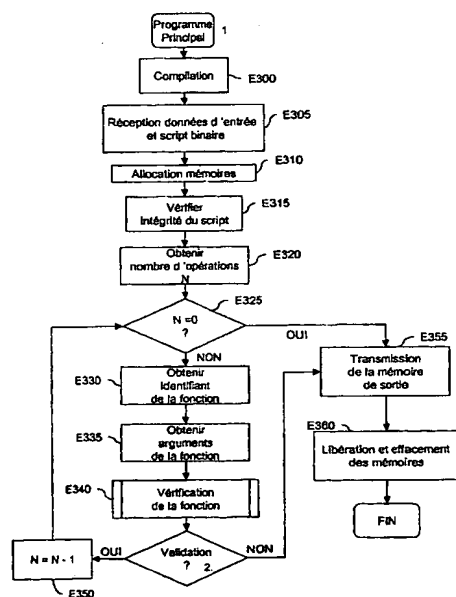 Programme
Principal
1
Compilation
E300
Réception données d 'entrée
et script binaire
E305
Allocation mémoires
E310
Vérifier
Intégrité du script
E315
Obtenir
nombre d 'opérations
N
E320
N =0
?
E325
OUI
NON
E330
Obtenir
Identifiant
de la fonction
E355
Transmission
de la mémoire
de sortie
E335
Obtenir
arguments
de la fonction
E360
Libération et effacement
des mémoires
E340
Vérification
de la fonction
FIN
N = N - 1
OUI
Validation
?
2.
NON
E350